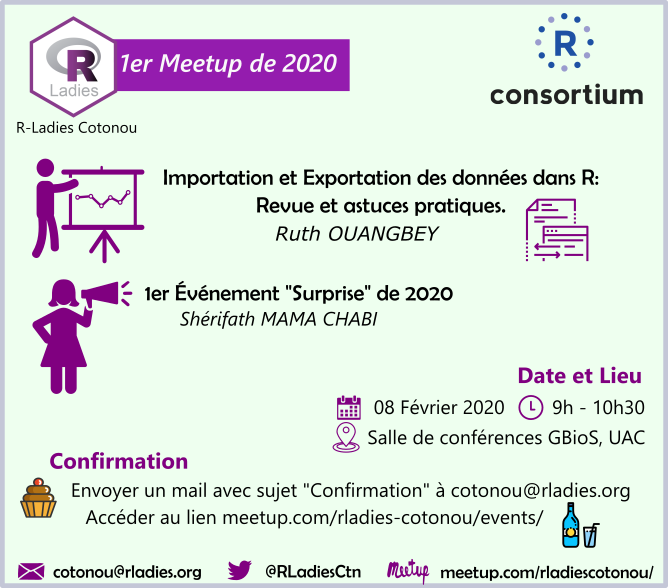 R
Ladies
R-Ladies Cotonou
1er Meetup de 2020
R
consortium
Importation et Exportation des données dans R:
Revue et astuces pratiques.
Ruth OUANGBEY
1er Événement "Surprise" de 2020
Shérifath MAMA CHABI
Date et Lieu
08 Février 2020 9h - 10h30
Salle de conférences GBioS, UAC
Confirmation
Envoyer un mail avec sujet "Confirmation" à cotonou@rladies.org
Accéder au lien meetup.com/rladies-cotonou/events/
cotonou@rladies.org @RLadiesCtn Meetup meetup.com/rladiescotonou/